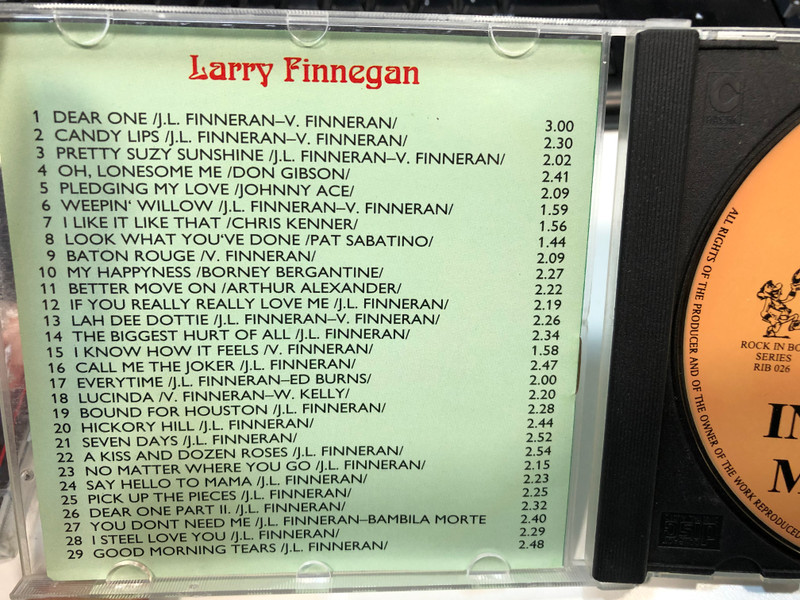 Larry Finnegan
1 DEAR ONE /J.L. FINNERAN–V. FINNERAN/ 3.00
2 CANDY LIPS /J.L. FINNERAN–V. FINNERAN/ 2.30
3 PRETTY SUZY SUNSHINE /J.L. FINNERAN–V. FINNERAN/ 2.02
4 OH, LONESOME ME /DON GIBSON/ 2.41
5 PLEDGING MY LOVE /JOHNNY ACE/ 2.09
6 WEEPIN' WILLOW /J.L. FINNERAN–V. FINNERAN/ 1.59
7 I LIKE IT LIKE THAT /CHRIS KENNER/ 1.56
8 LOOK WHAT YOU'VE DONE /PAT SABATINO/ 1.44
9 BATON ROUGE /V. FINNERAN/ 2.09
10 MY HAPPYNESS /BORNEY BERGANTINE/ 2.27
11 BETTER MOVE ON /ARTHUR ALEXANDER/ 2.22
12 IF YOU REALLY REALLY LOVE ME /J.L. FINNERAN/ 2.19
13 LAH DEE DOTTIE /J.L. FINNERAN–V. FINNERAN/ 2.26
14 THE BIGGEST HURT OF ALL /J.L. FINNERAN/ 2.34
15 I KNOW HOW IT FEELS /V. FINNERAN/ 1.58
16 CALL ME THE JOKER /J.L. FINNERAN/ 2.47
17 EVERYTIME /J.L. FINNERAN–ED BURNS/ 2.00
18 LUCINDA /V. FINNERAN–W. KELLY/ 2.20
19 BOUND FOR HOUSTON /J.L. FINNERAN/ 2.28
20 HICKORY HILL /J.L. FINNERAN/ 2.44
21 SEVEN DAYS /J.L. FINNERAN/ 2.52
22 A KISS AND DOZEN ROSES /J.L. FINNERAN/ 2.54
23 NO MATTER WHERE YOU GO /J.L. FINNERAN/ 2.15
24 SAY HELLO TO MAMA /J.L. FINNERAN/ 2.23
25 PICK UP THE PIECES /J.L. FINNERAN/ 2.25
26 DEAR ONE PART II. /J.L. FINNERAN/ 2.32
27 YOU DONT NEED ME /J.L. FINNERAN–BAMBILA MORTE 2.40
28 I STEEL LOVE YOU /J.L. FINNERAN/ 2.29
29 GOOD MORNING TEARS /J.L. FINNERAN/ 2.48
ALL RIGHTS OF THE PRODUCER AND OF THE OWNER OF THE WORK REPRODUCED
ROCK IN BO
SERIES
RIB 026